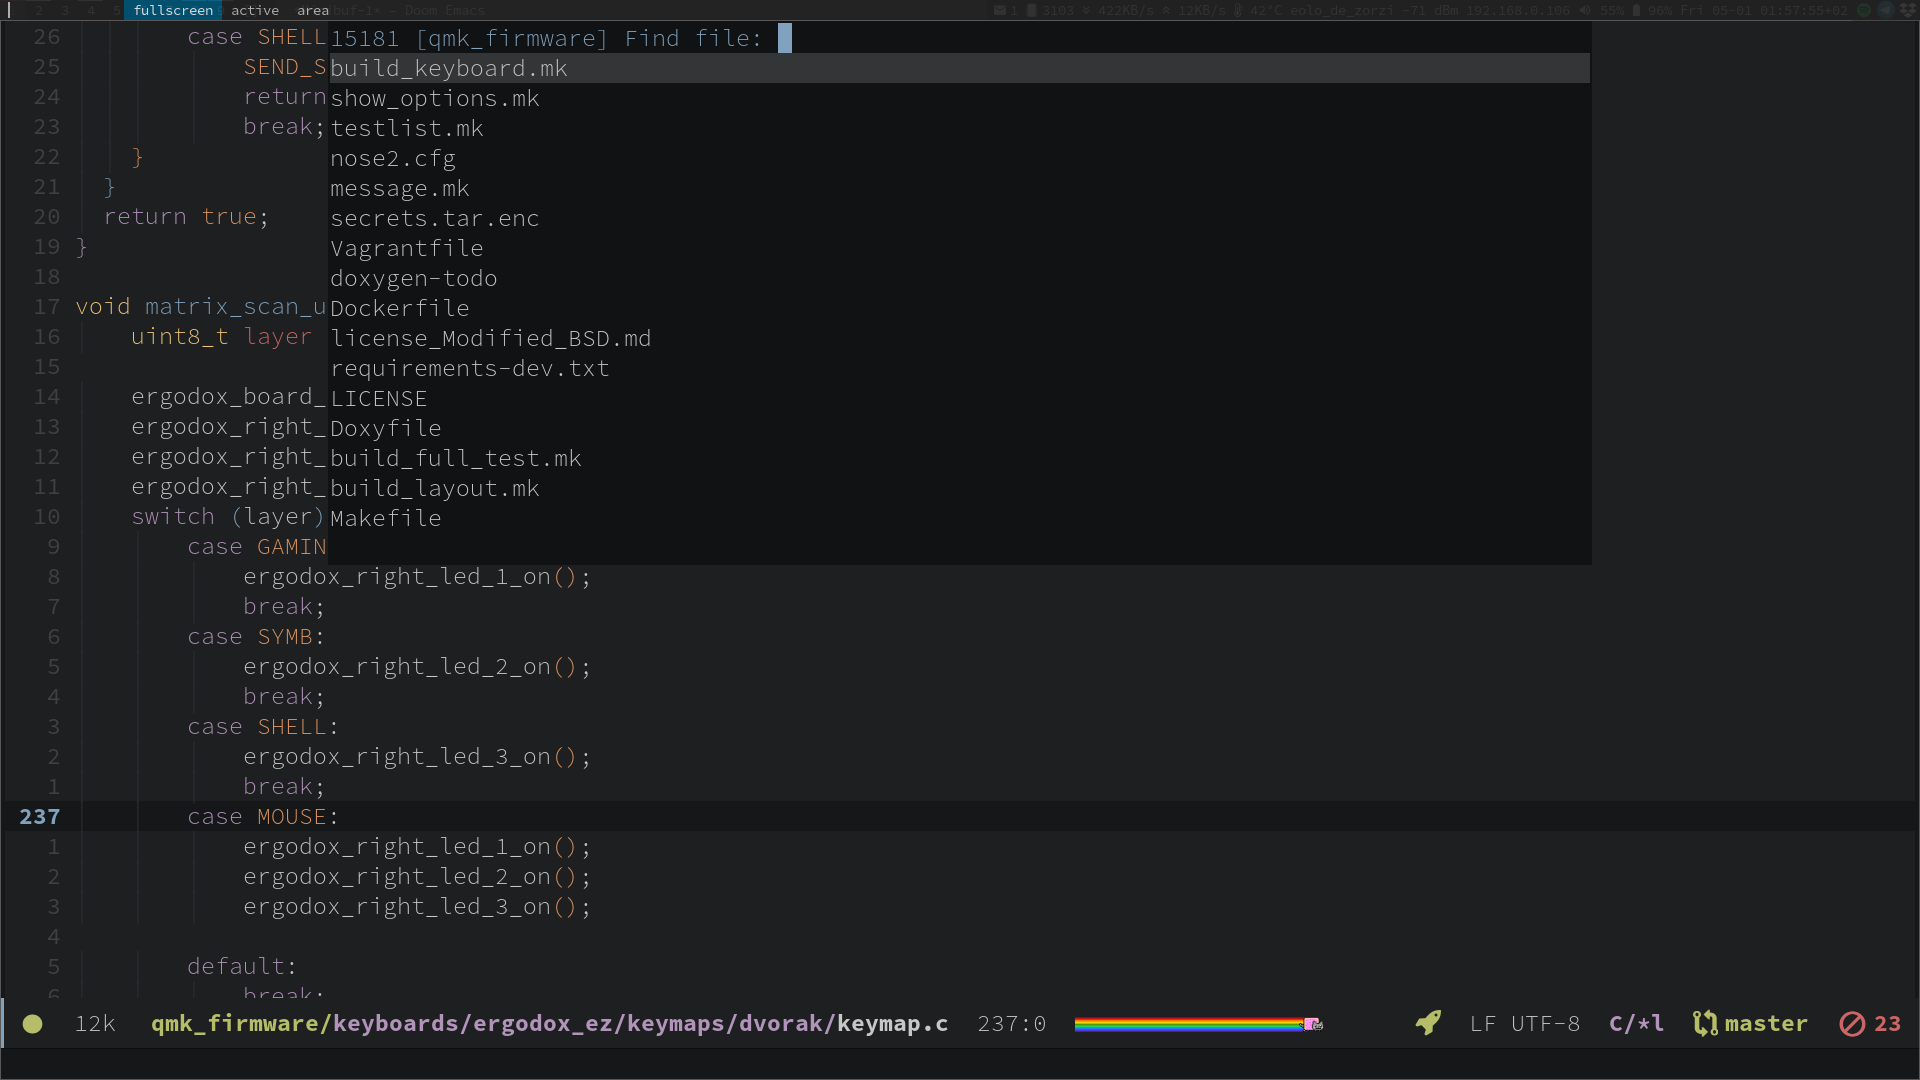 2 3 4 5 fullscreen active area buf-1* – Doom Emacs 1 3103 422KB/s 12KB/s 42°C eolo_de_zorzi -71 dBm 192.168.0.106 55% 96% Fri 05-01 01:57:55+02
15181 [qmk_firmware] Find file:
build_keyboard.mk
show_options.mk
testlist.mk
nose2.cfg
message.mk
secrets.tar.enc
Vagrantfile
doxygen-todo
Dockerfile
license_Modified_BSD.md
requirements-dev.txt
LICENSE
Doxyfile
build_full_test.mk
build_layout.mk
Makefile
26 case SHELL
25 SEND_S
24 return
23 break;
22 }
21 }
20 return true;
19 }
18
17 void matrix_scan_u
16 uint8_t layer
15
14 ergodox_board_
13 ergodox_right_
12 ergodox_right_
11 ergodox_right_
10 switch (layer)
9 case GAMIN
8 ergodox_right_led_1_on();
7 break;
6 case SYMB:
5 ergodox_right_led_2_on();
4 break;
3 case SHELL:
2 ergodox_right_led_3_on();
1 break;
237 case MOUSE:
1 ergodox_right_led_1_on();
2 ergodox_right_led_2_on();
3 ergodox_right_led_3_on();
4
5 default:
6 break;
12k qmk_firmware/keyboards/ergodox_ez/keymaps/dvorak/keymap.c 237:0 LF UTF-8 C/*l master 23